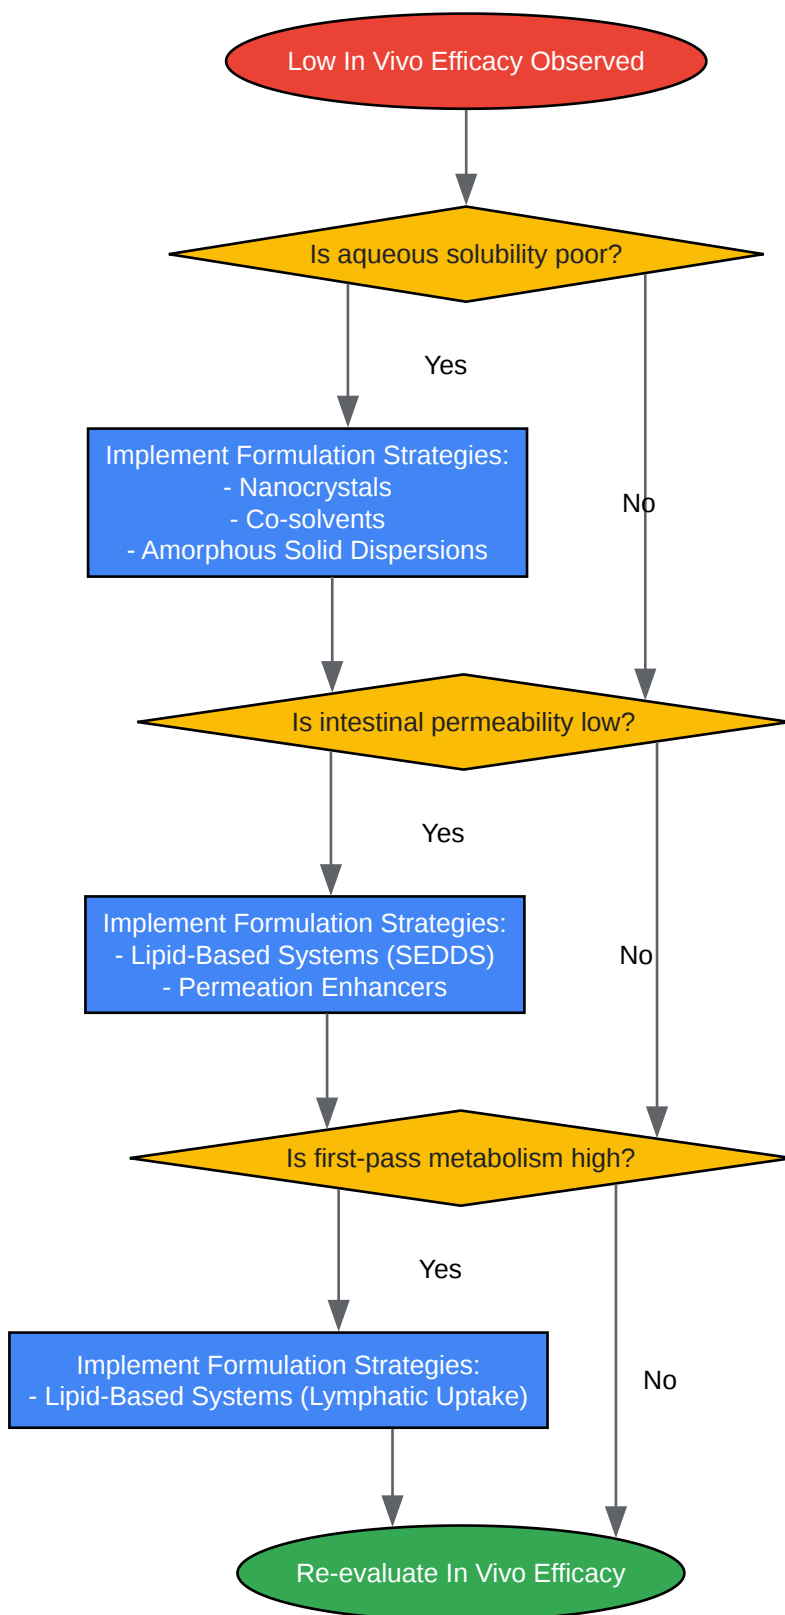 Low In Vivo Efficacy Observed
Is aqueous solubility poor?
Yes
Implement Formulation Strategies:
- Nanocrystals
- Co-solvents
- Amorphous Solid Dispersions
No
Is intestinal permeability low?
Yes
Implement Formulation Strategies:
- Lipid-Based Systems (SEDDS)
- Permeation Enhancers
No
Is first-pass metabolism high?
Yes
Implement Formulation Strategies:
- Lipid-Based Systems (Lymphatic Uptake)
No
Re-evaluate In Vivo Efficacy